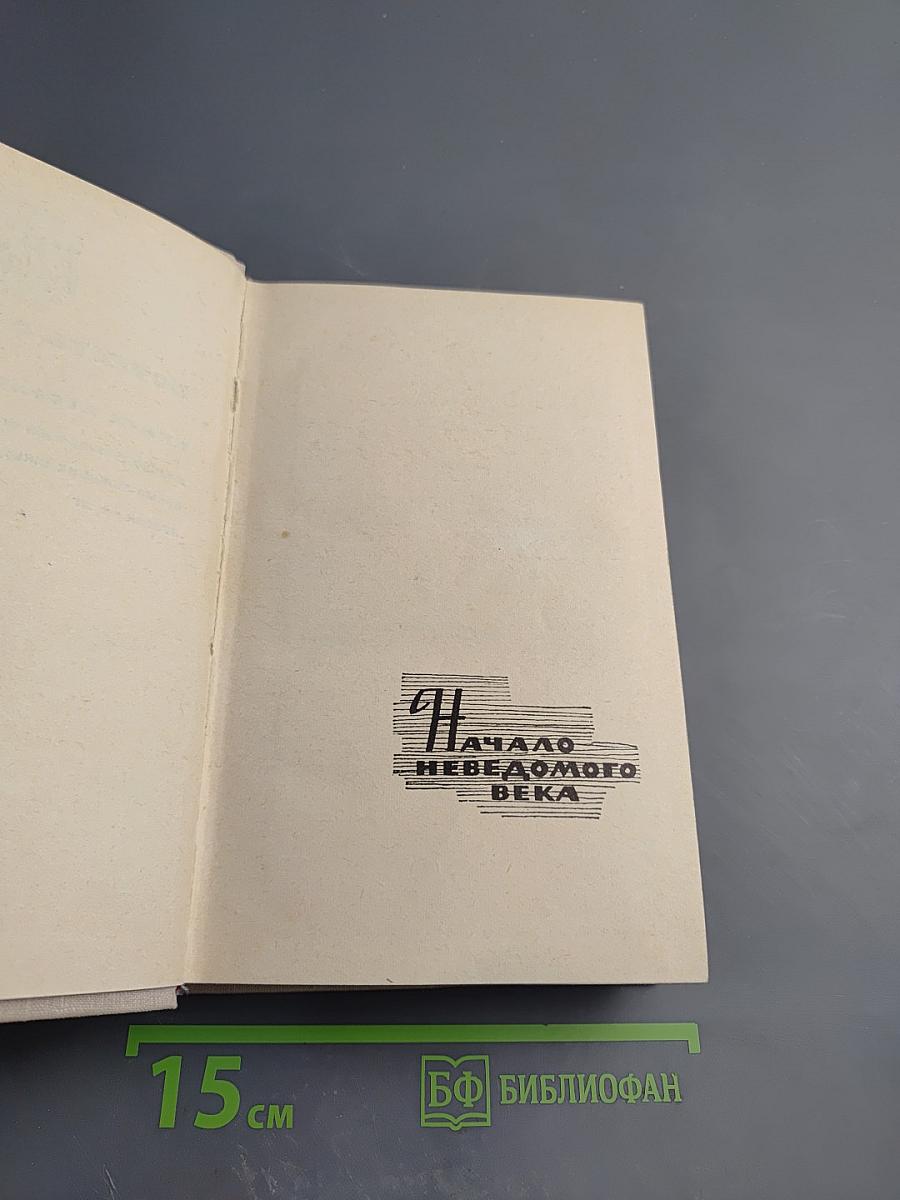 Начало
неведомого
века
15 см
БФ БИБЛИОФАН